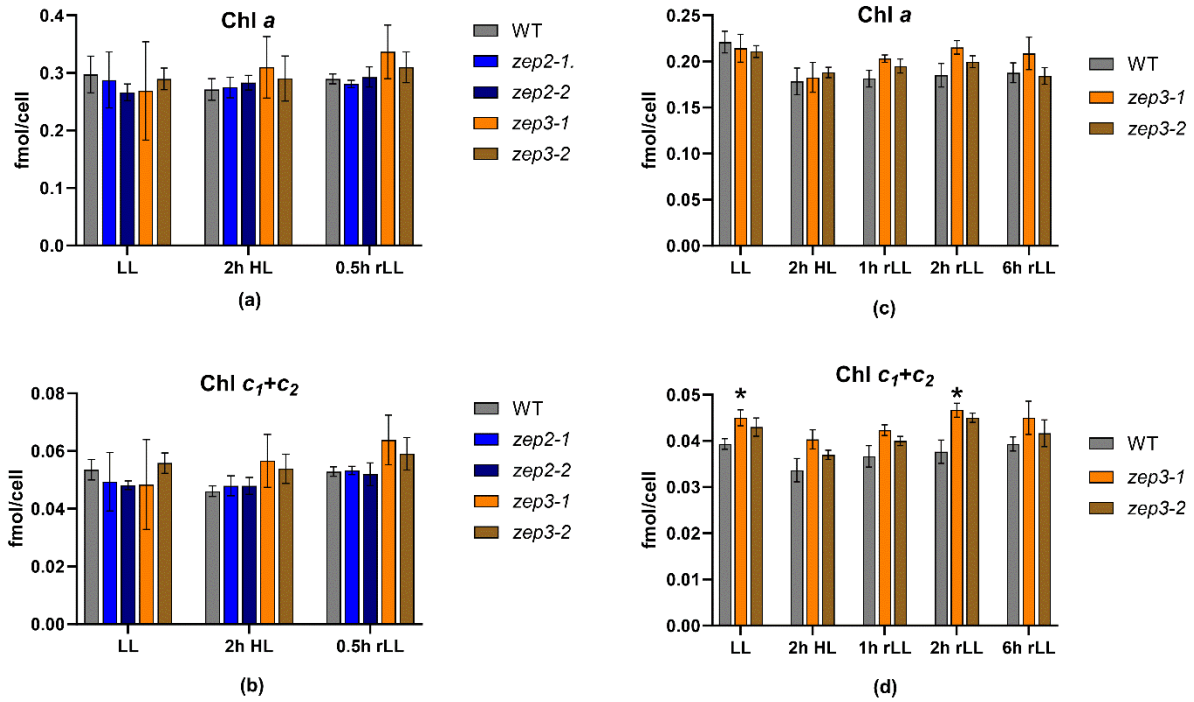 Chl a
fmol/cell
0.4
0.3
0.2
0.1
0.0
LL
2h HL
0.5h rLL
WT
zep2-1.
zep2-2
zep3-1
zep3-2
(a)
Chl a
fmol/cell
0.25
0.20
0.15
0.10
0.05
0.00
LL
2h HL
1h rLL
2h rLL
6h rLL
WT
zep3-1
zep3-2
(c)
Chl c1+c2
fmol/cell
0.08
0.06
0.04
0.02
0.00
LL
2h HL
0.5h rLL
WT
zep2-1
zep2-2
zep3-1
zep3-2
(b)
Chl c1+c2
fmol/cell
0.05
0.04
0.03
0.02
0.01
0.00
*
*
LL
2h HL
1h rLL
2h rLL
6h rLL
WT
zep3-1
zep3-2
(d)